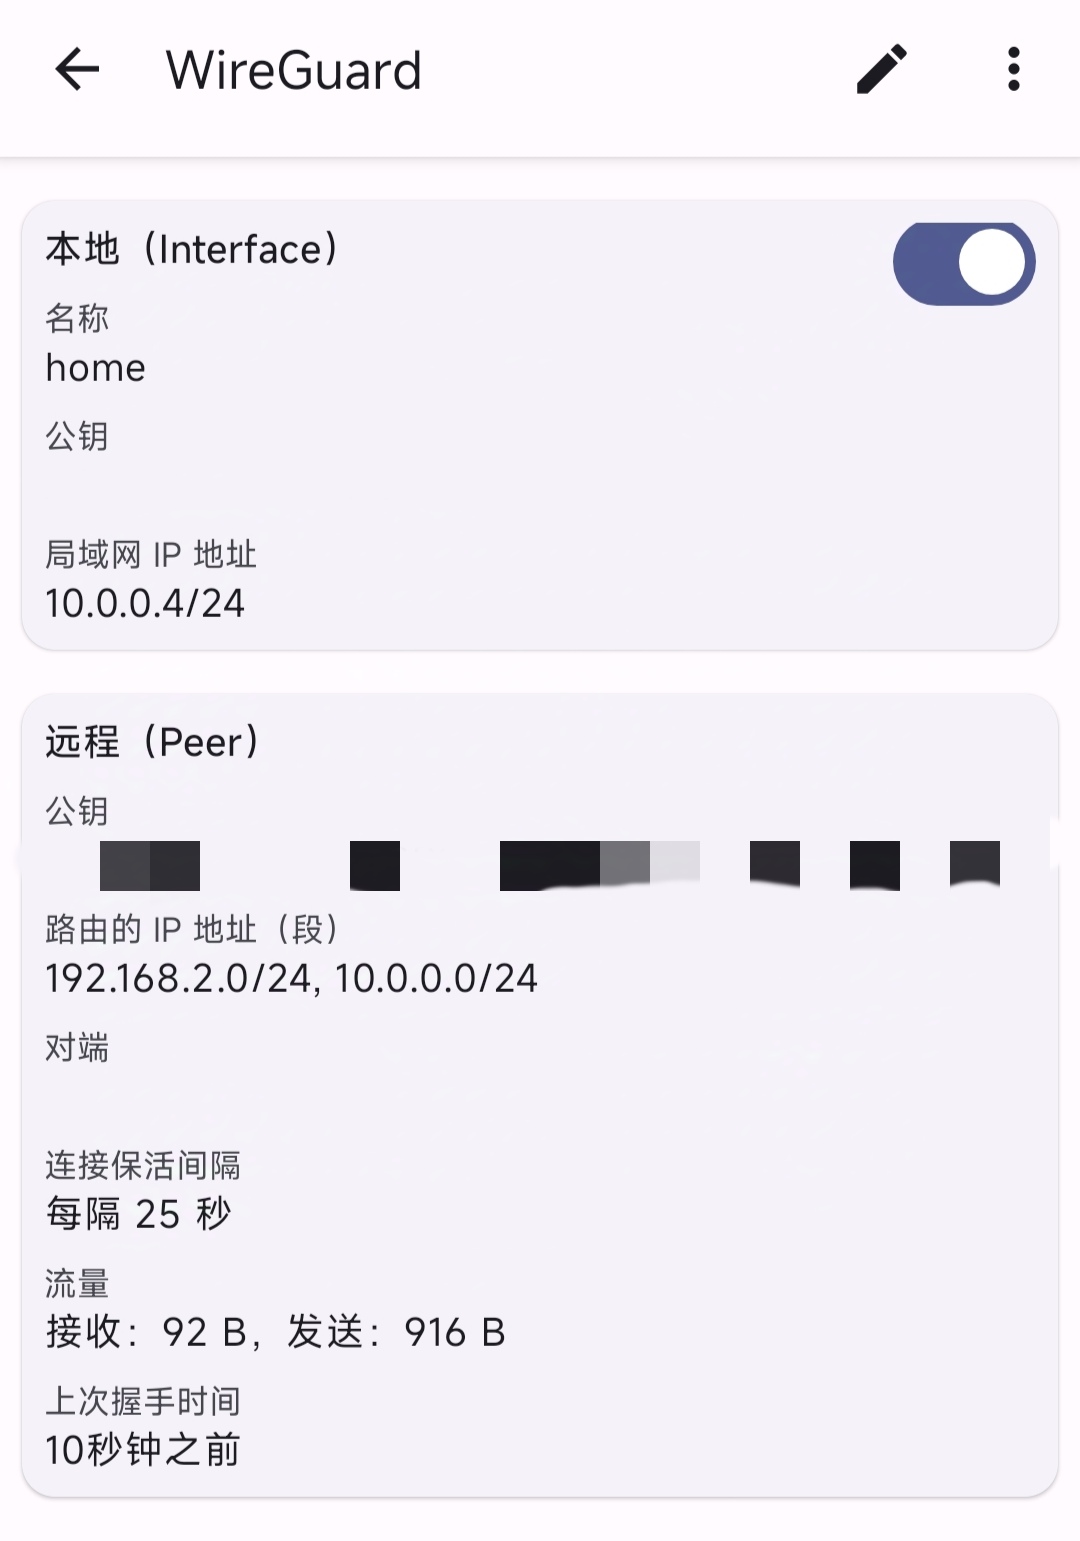 WireGuard
本地（Interface）
名称
home
公钥
局域网 IP 地址
10.0.0.4/24
远程（Peer）
公钥
路由的 IP 地址（段）
192.168.2.0/24, 10.0.0.0/24
对端
连接保活间隔
每隔 25 秒
流量
接收：92 B，发送：916 B
上次握手时间
10秒钟之前